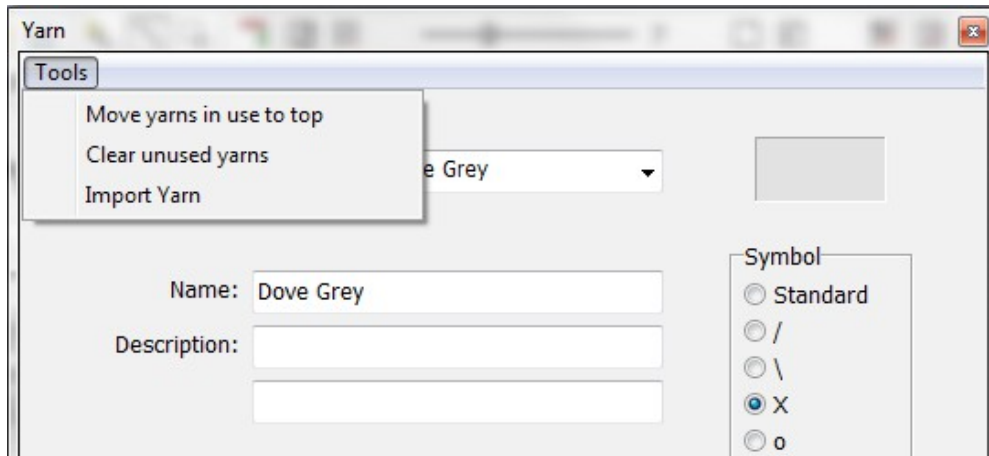 Yarn
Tools
Move yarns in use to top
Clear unused yarns
e Grey
Import Yarn
Symbol
Name: Dove Grey
Standard
Description:
/
\
X
o